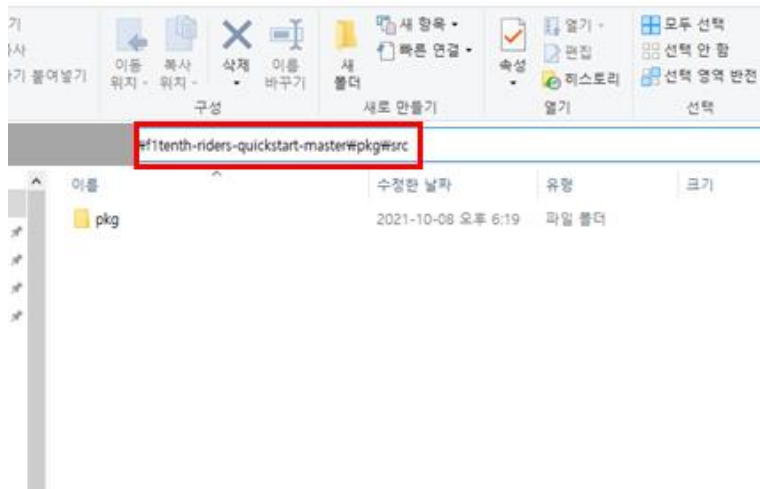 기
복사
가기 붙여넣기
이동 위치
복사 위치
삭제
이름 바꾸기
구성
새 폴더
새 항목
빠른 연결
새로 만들기
속성
열기
편집
히스토리
열기
모두 선택
선택 안 함
선택 영역 반전
선택
₩f1tenth-riders-quickstart-master₩pkg₩src
이름 수정한 날짜 유형 크기
pkg 2021-10-08 오후 6:19 파일 폴더